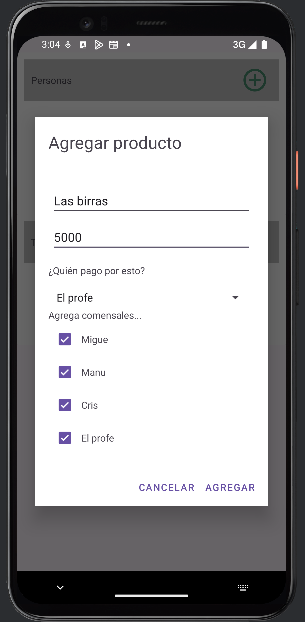 3:04
3G
Personas
Agregar producto
Las birras
5000
¿Quién pago por esto?
El profe
Agrega comensales...
Migue
Manu
Cris
El profe
CANCELAR AGREGAR